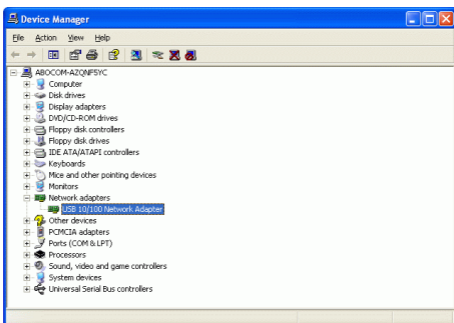 Device Manager
File Action View Help
ABOCOM-AZQNF5YC
Computer
Disk drives
Display adapters
DVD/CD-ROM drives
Floppy disk controllers
Floppy disk drives
IDE ATA/ATAPI controllers
Keyboards
Mice and other pointing devices
Monitors
Network adapters
USB 10/100 Network Adapter
Other devices
PCMCIA adapters
Ports (COM & LPT)
Processors
Sound, video and game controllers
System devices
Universal Serial Bus controllers